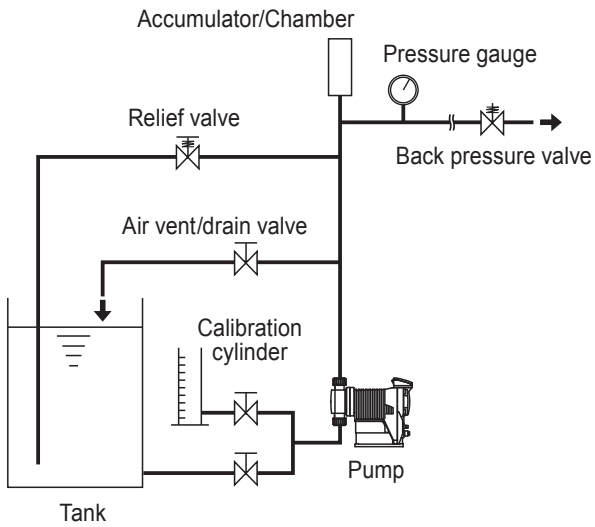 Accumulator/Chamber
Pressure gauge
Relief valve
Back pressure valve
Air vent/drain valve
Calibration
cylinder
Pump
Tank